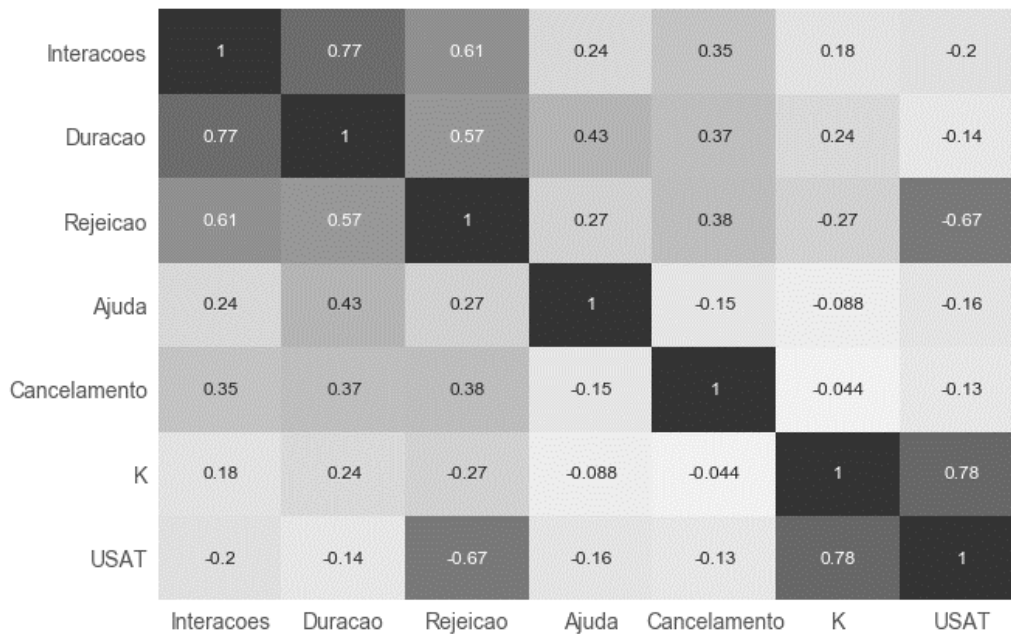 Interacoes 1 0.77 0.61 0.24 0.35 0.18 -0.2
Duracao 0.77 1 0.57 0.43 0.37 0.24 -0.14
Rejeicao 0.61 0.57 1 0.27 0.38 -0.27 -0.67
Ajuda 0.24 0.43 0.27 1 -0.15 -0.088 -0.16
Cancelamento 0.35 0.37 0.38 -0.15 1 -0.044 -0.13
K 0.18 0.24 -0.27 -0.088 -0.044 1 0.78
USAT -0.2 -0.14 -0.67 -0.16 -0.13 0.78 1
Interacoes Duracao Rejeicao Ajuda Cancelamento K USAT